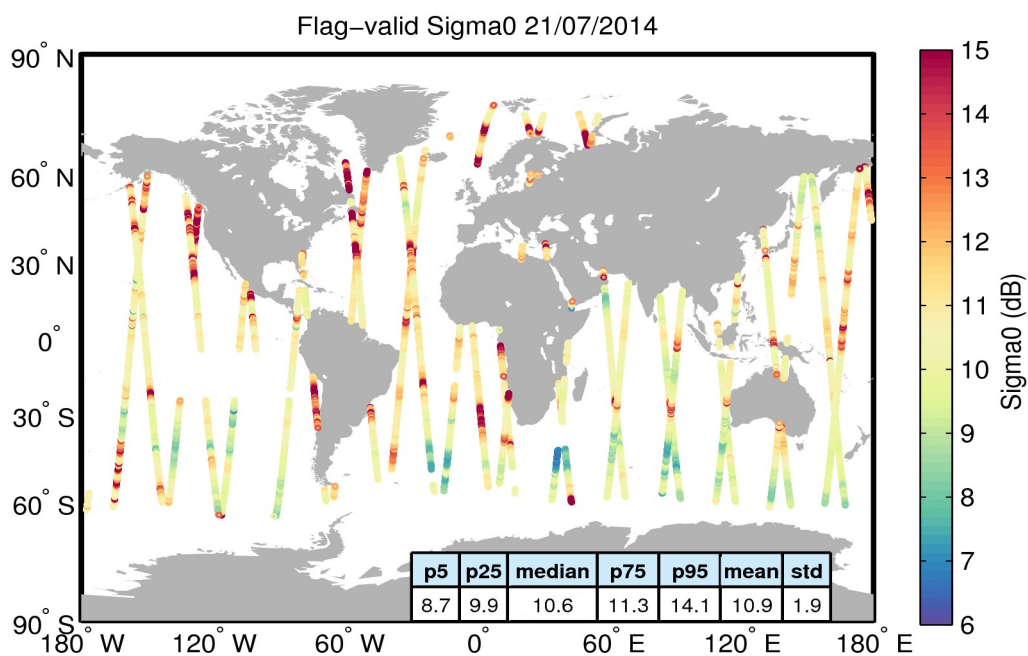 Flag−valid Sigma0 21/07/2014
90° N
60° N
30° N
0°
30° S
60° S
90° S
180° W
120° W
60° W
0°
60° E
120° E
180° E
15
14
13
12
11
10
9
8
7
6
Sigma0 (dB)
p5 p25 median p75 p95 mean std
8.7 9.9 10.6 11.3 14.1 10.9 1.9